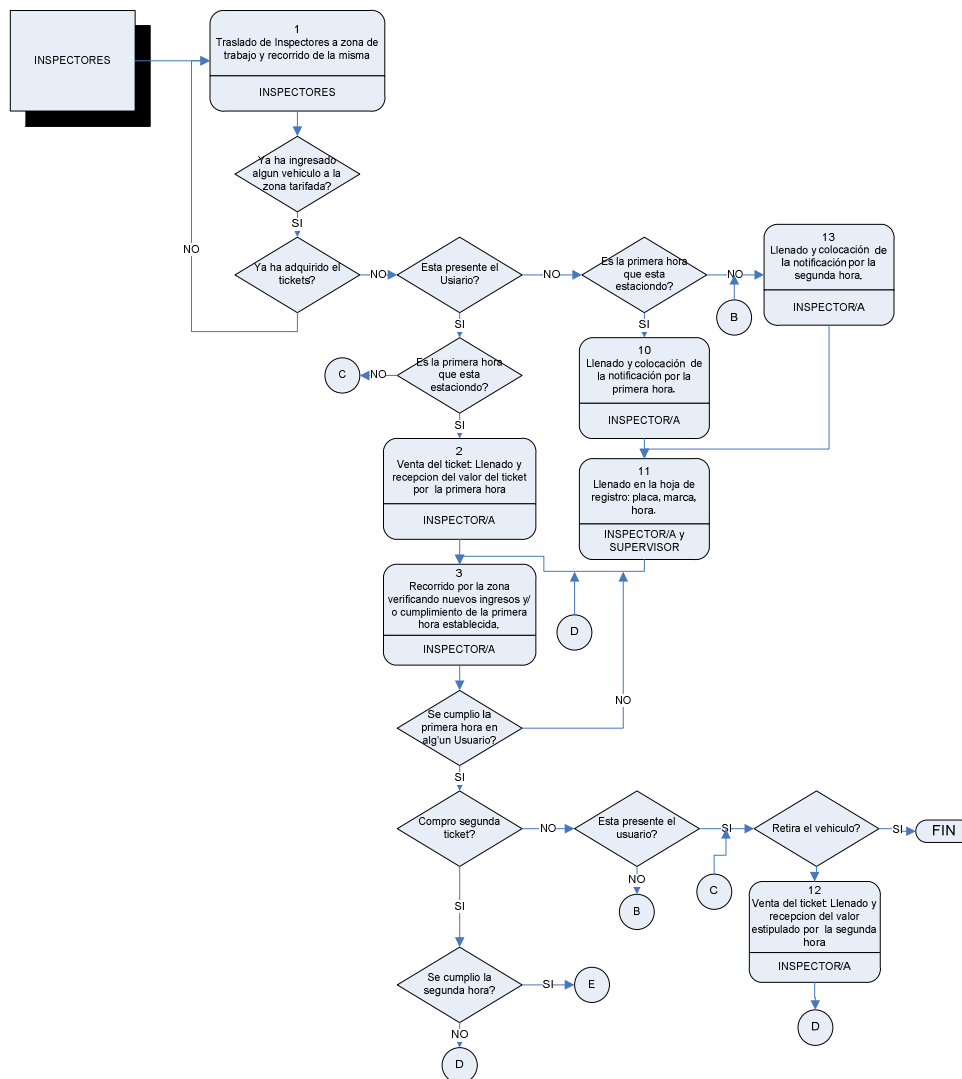 INSPECTORES
1
Traslado de Inspectores a zona de
trabajo y recorrido de la misma
INSPECTORES
Ya ha ingresado
algun vehiculo a la
zona tarifada?
SI
NO
Ya ha adquirido el
tickets?
NO
Esta presente el
Usiario?
NO
Es la primera hora
que esta
estaciondo?
NO
13
Llenado y colocación de
la notificación por la
segunda hora.
INSPECTOR/A
B
SI
SI
C
NO
Es la primera hora
que esta
estaciondo?
10
Llenado y colocación de
la notificación por la
primera hora.
INSPECTOR/A
SI
2
Venta del ticket: Llenado y
recepcion del valor del ticket
por la primera hora
INSPECTOR/A
11
Llenado en la hoja de
registro: placa, marca,
hora.
INSPECTOR/A y
SUPERVISOR
3
Recorrido por la zona
verificando nuevos ingresos y/
o cumplimiento de la primera
hora establecida.
INSPECTOR/A
D
NO
Se cumplio la
primera hora en
alg'un Usuario?
SI
Compro segunda
ticket?
NO
Esta presente el
usuario?
SI
Retira el vehiculo?
SI
FIN
NO
B
C
12
Venta del ticket: Llenado y
recepcion del valor
estipulado por la segunda
hora
INSPECTOR/A
SI
Se cumplio la
segunda hora?
SI
E
D
NO
D